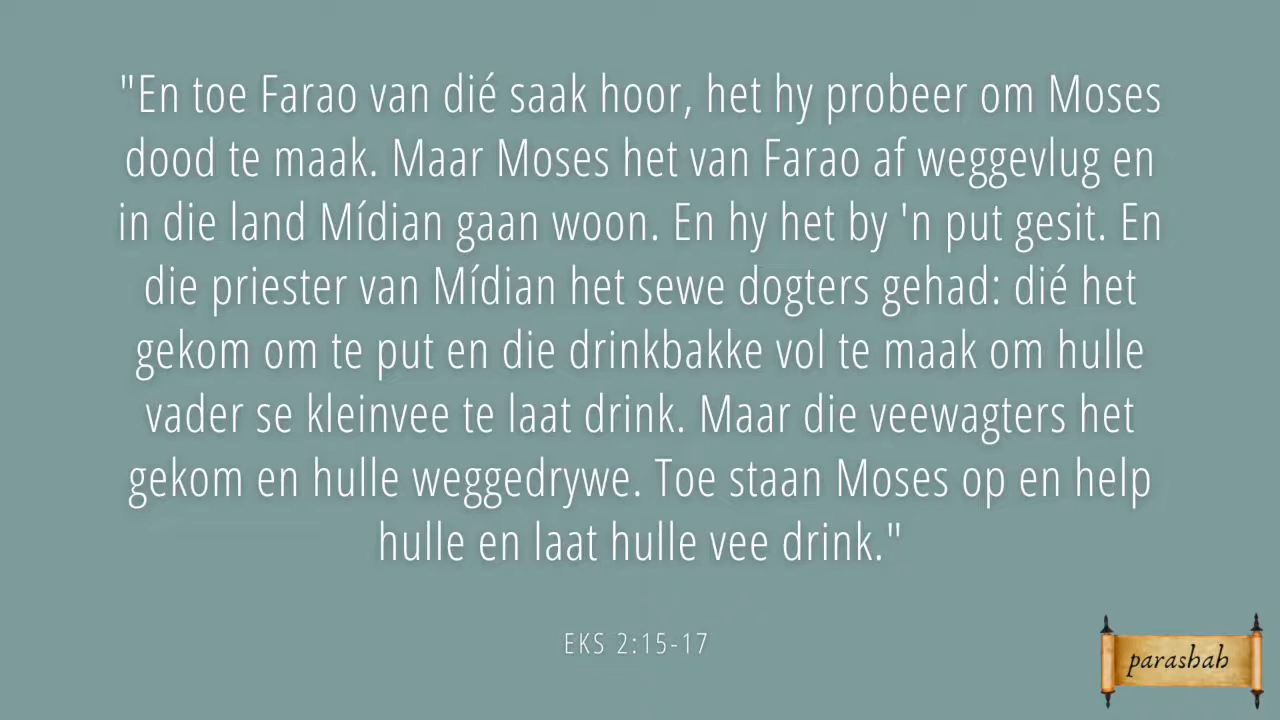 "En toe Farao van dié saak hoor, het hy probeer om Moses
dood te maak. Maar Moses het van Farao af weggevlug en
in die land Mídian gaan woon. En hy het by 'n put gesit. En
die priester van Mídian het sewe dogters gehad: dié het
gekom om te put en die drinkbakke vol te maak om hulle
vader se kleinvee te laat drink. Maar die veewagters het
gekom en hulle weggedrywe. Toe staan Moses op en help
hulle en laat hulle vee drink."
EKS 2:15-17
parashah